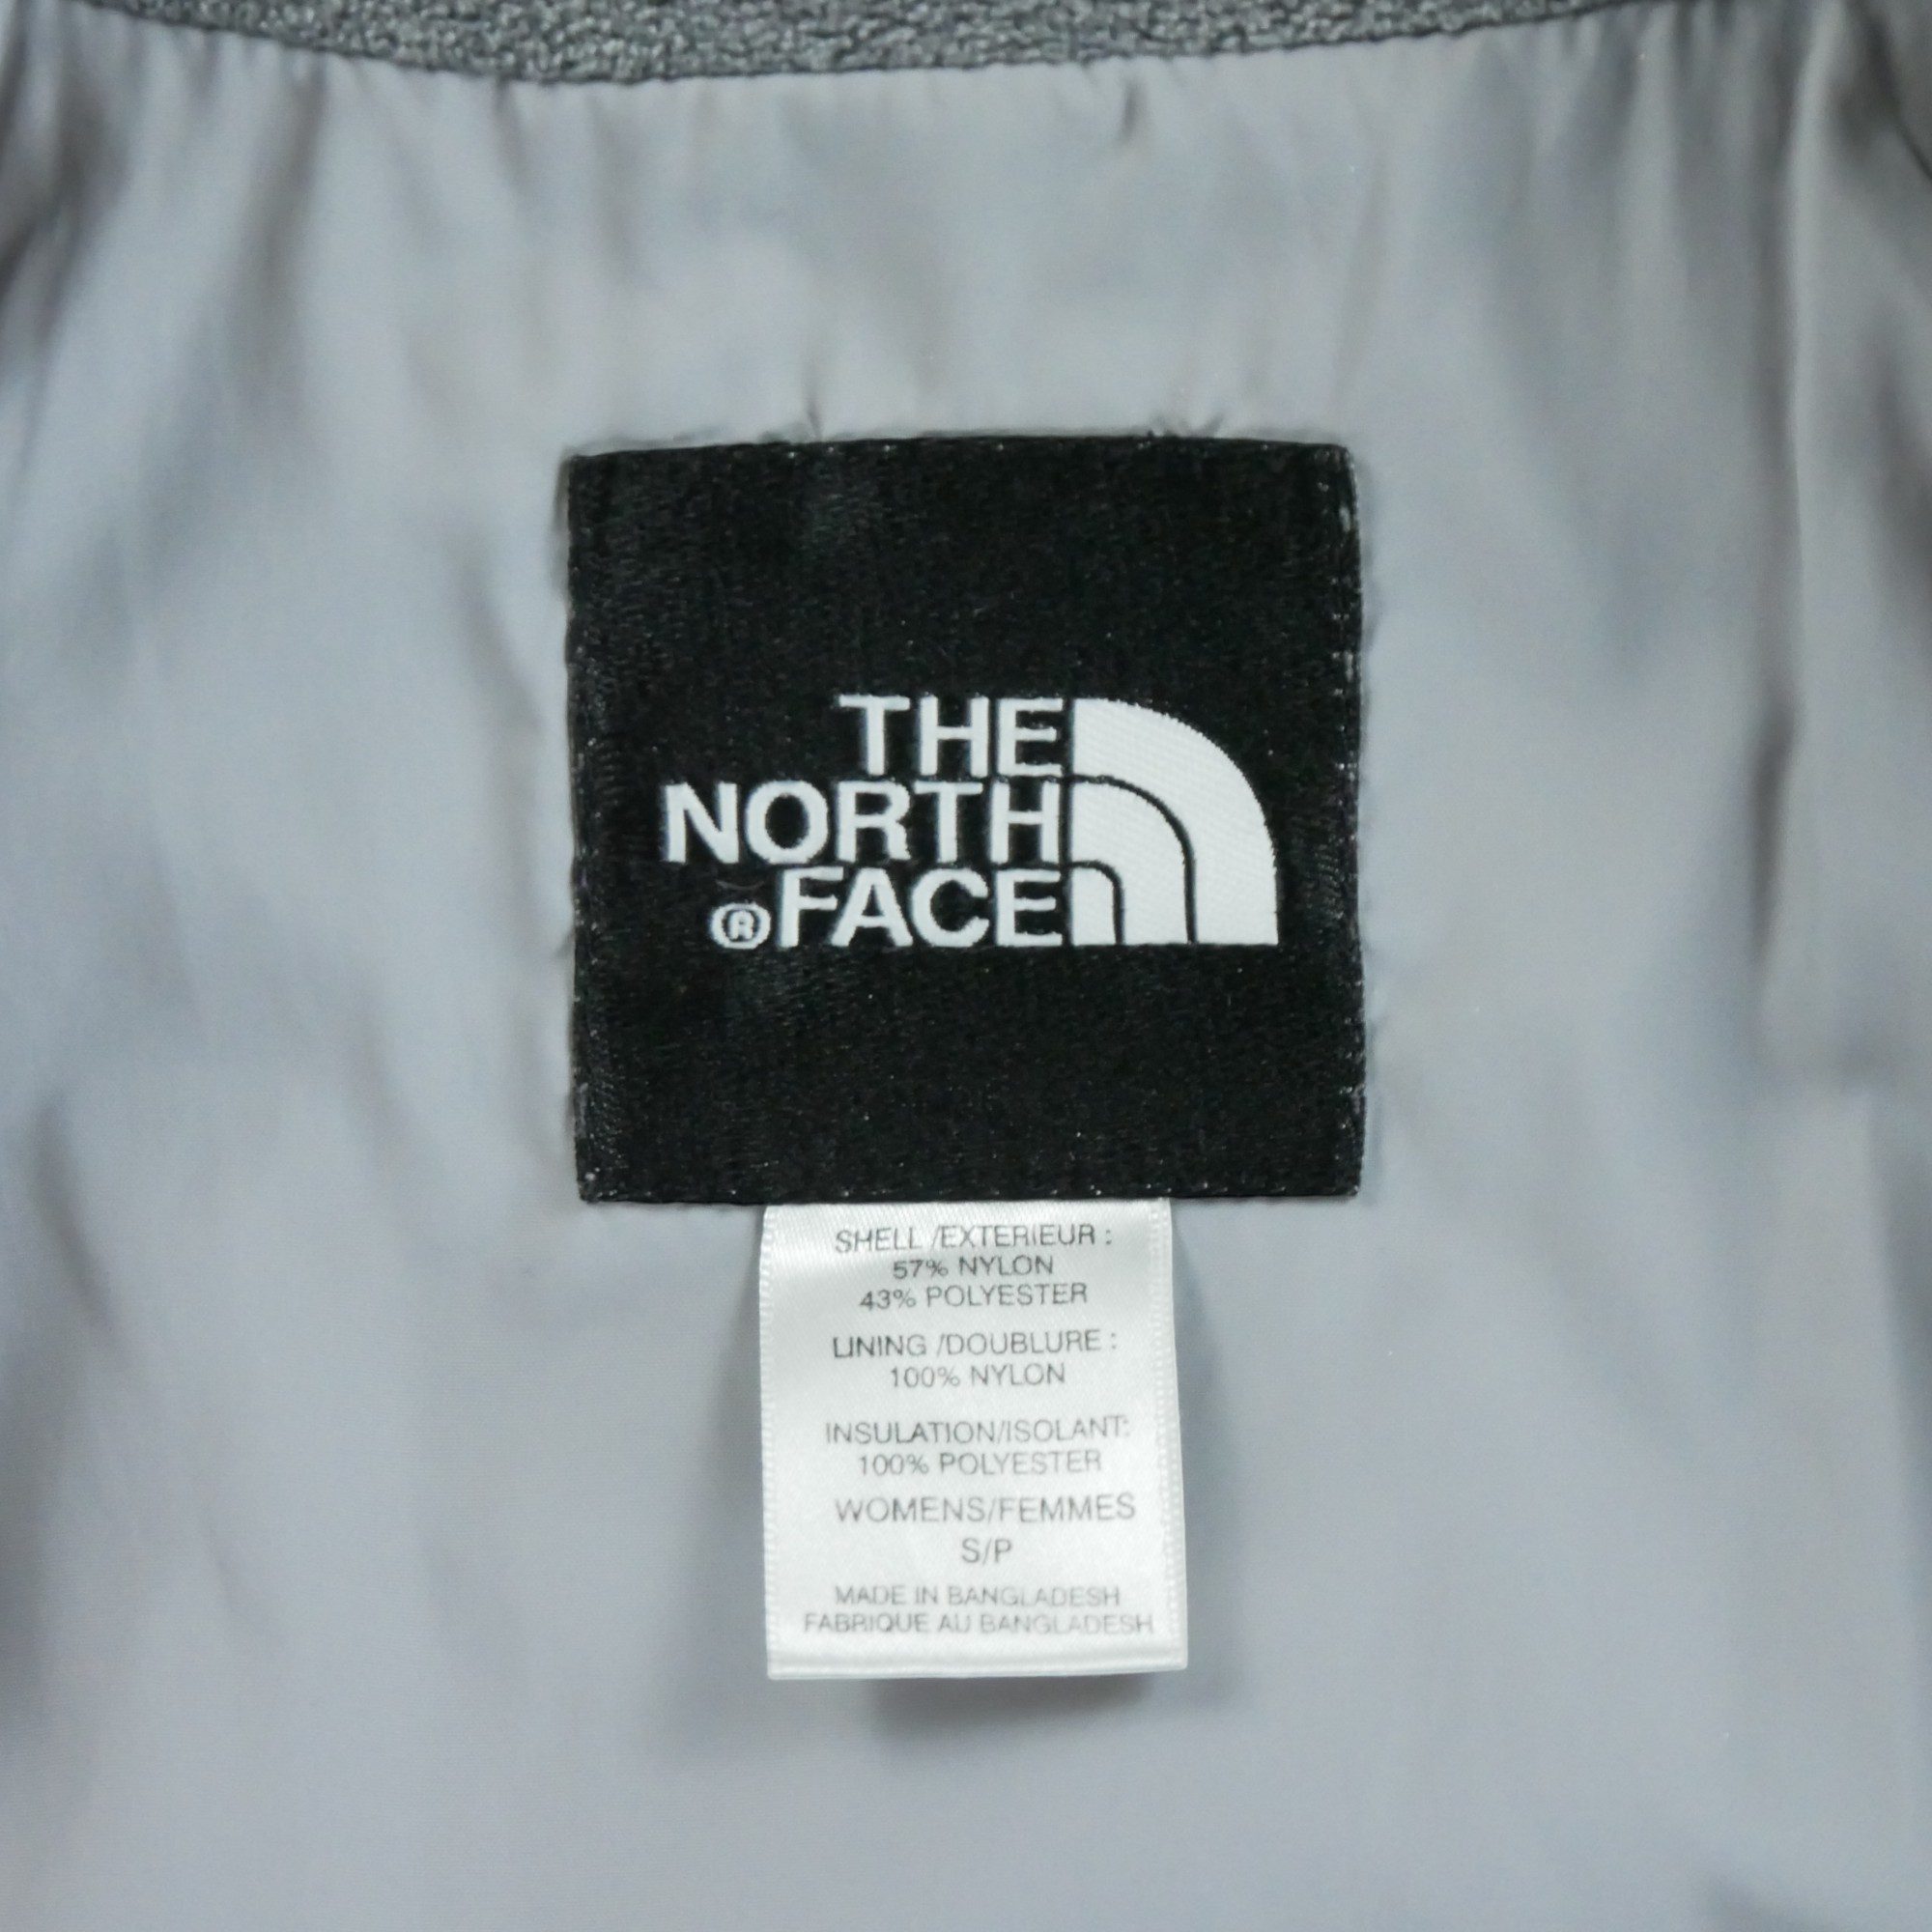 THE
NORTH
®FACE
SHELL /EXTERIEUR :
57% NYLON
43% POLYESTER
LINING /DOUBLURE :
100% NYLON
INSULATION/ISOLANT:
100% POLYESTER
WOMENS/FEMMES
S/P
MADE IN BANGLADESH
FABRIQUE AU BANGLADESH